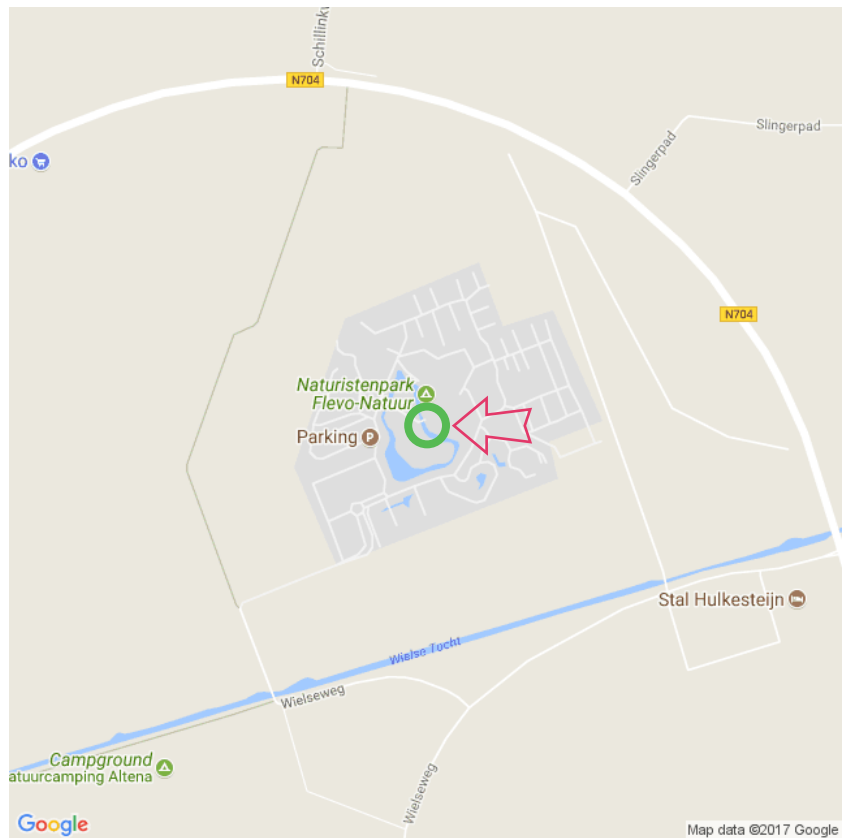 Schillinkw
N704
Slingerpad
Slingerpad
ko
N704
Naturistenpark
Flevo-Natuur
Parking P
Stal Hulkesteijn
Wielse Tocht
Wielseweg
Campground
atuurcamping Altena
Wielseweg
Google
Map data ©2017 Google